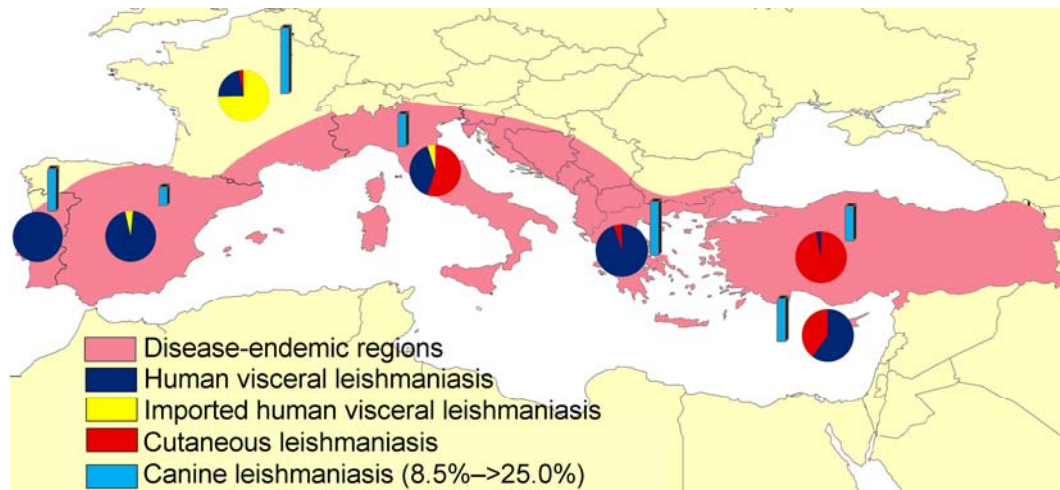 Disease-endemic regions
Human visceral leishmaniasis
Imported human visceral leishmaniasis
Cutaneous leishmaniasis
Canine leishmaniasis (8.5%–>25.0%)